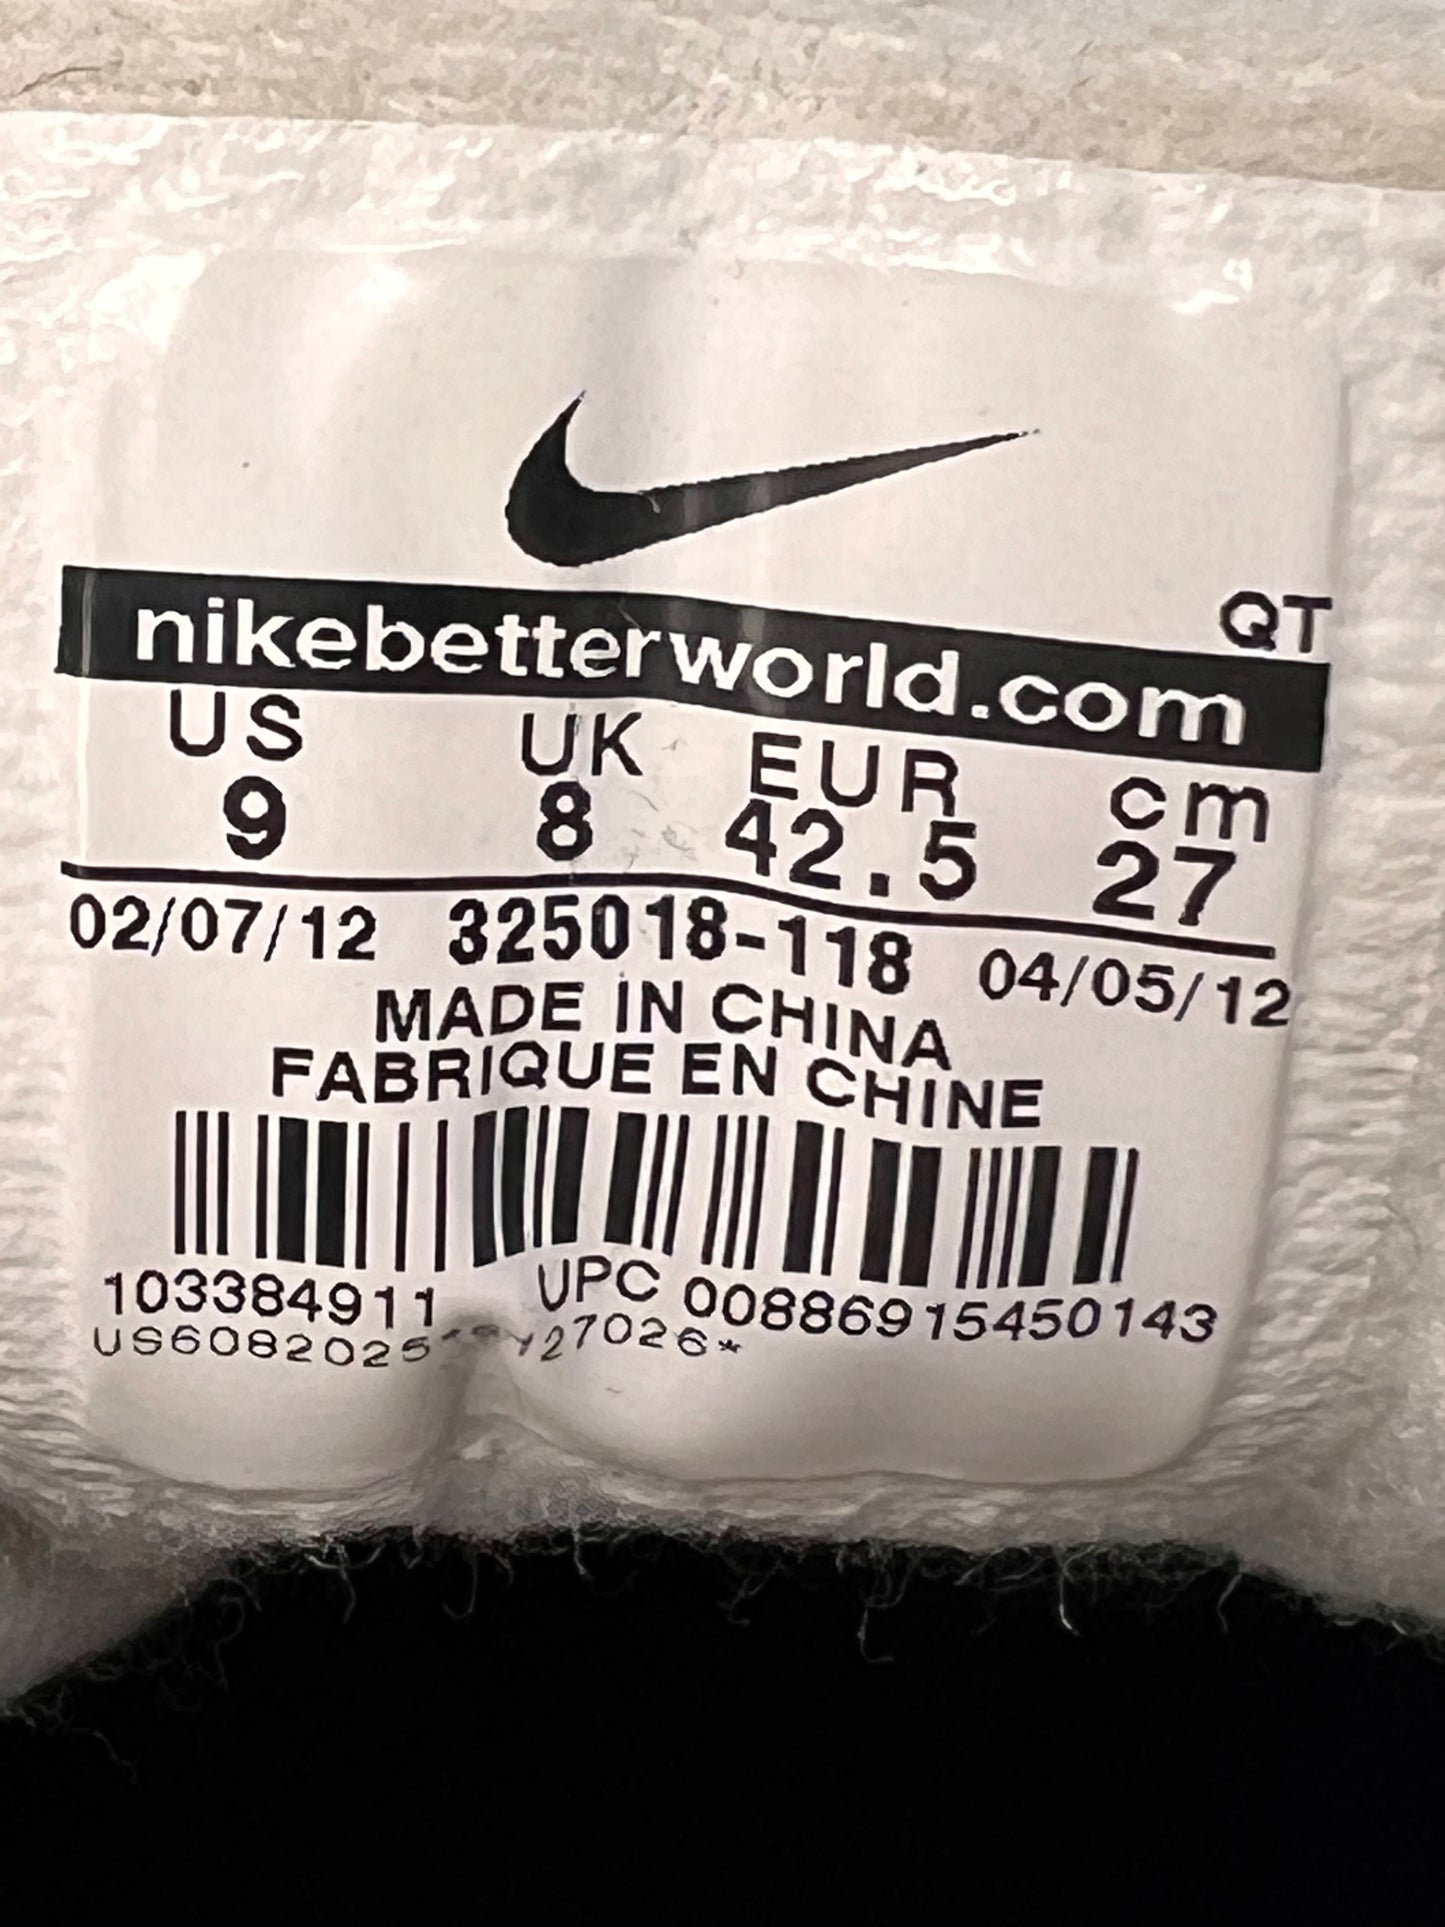 QT
nikebetterworld.com
US UK EUR cm
9 8 42.5 27
02/07/12 325018-118 04/05/12
MADE IN CHINA
FABRIQUE EN CHINE
103384911 UPC 00886915450143